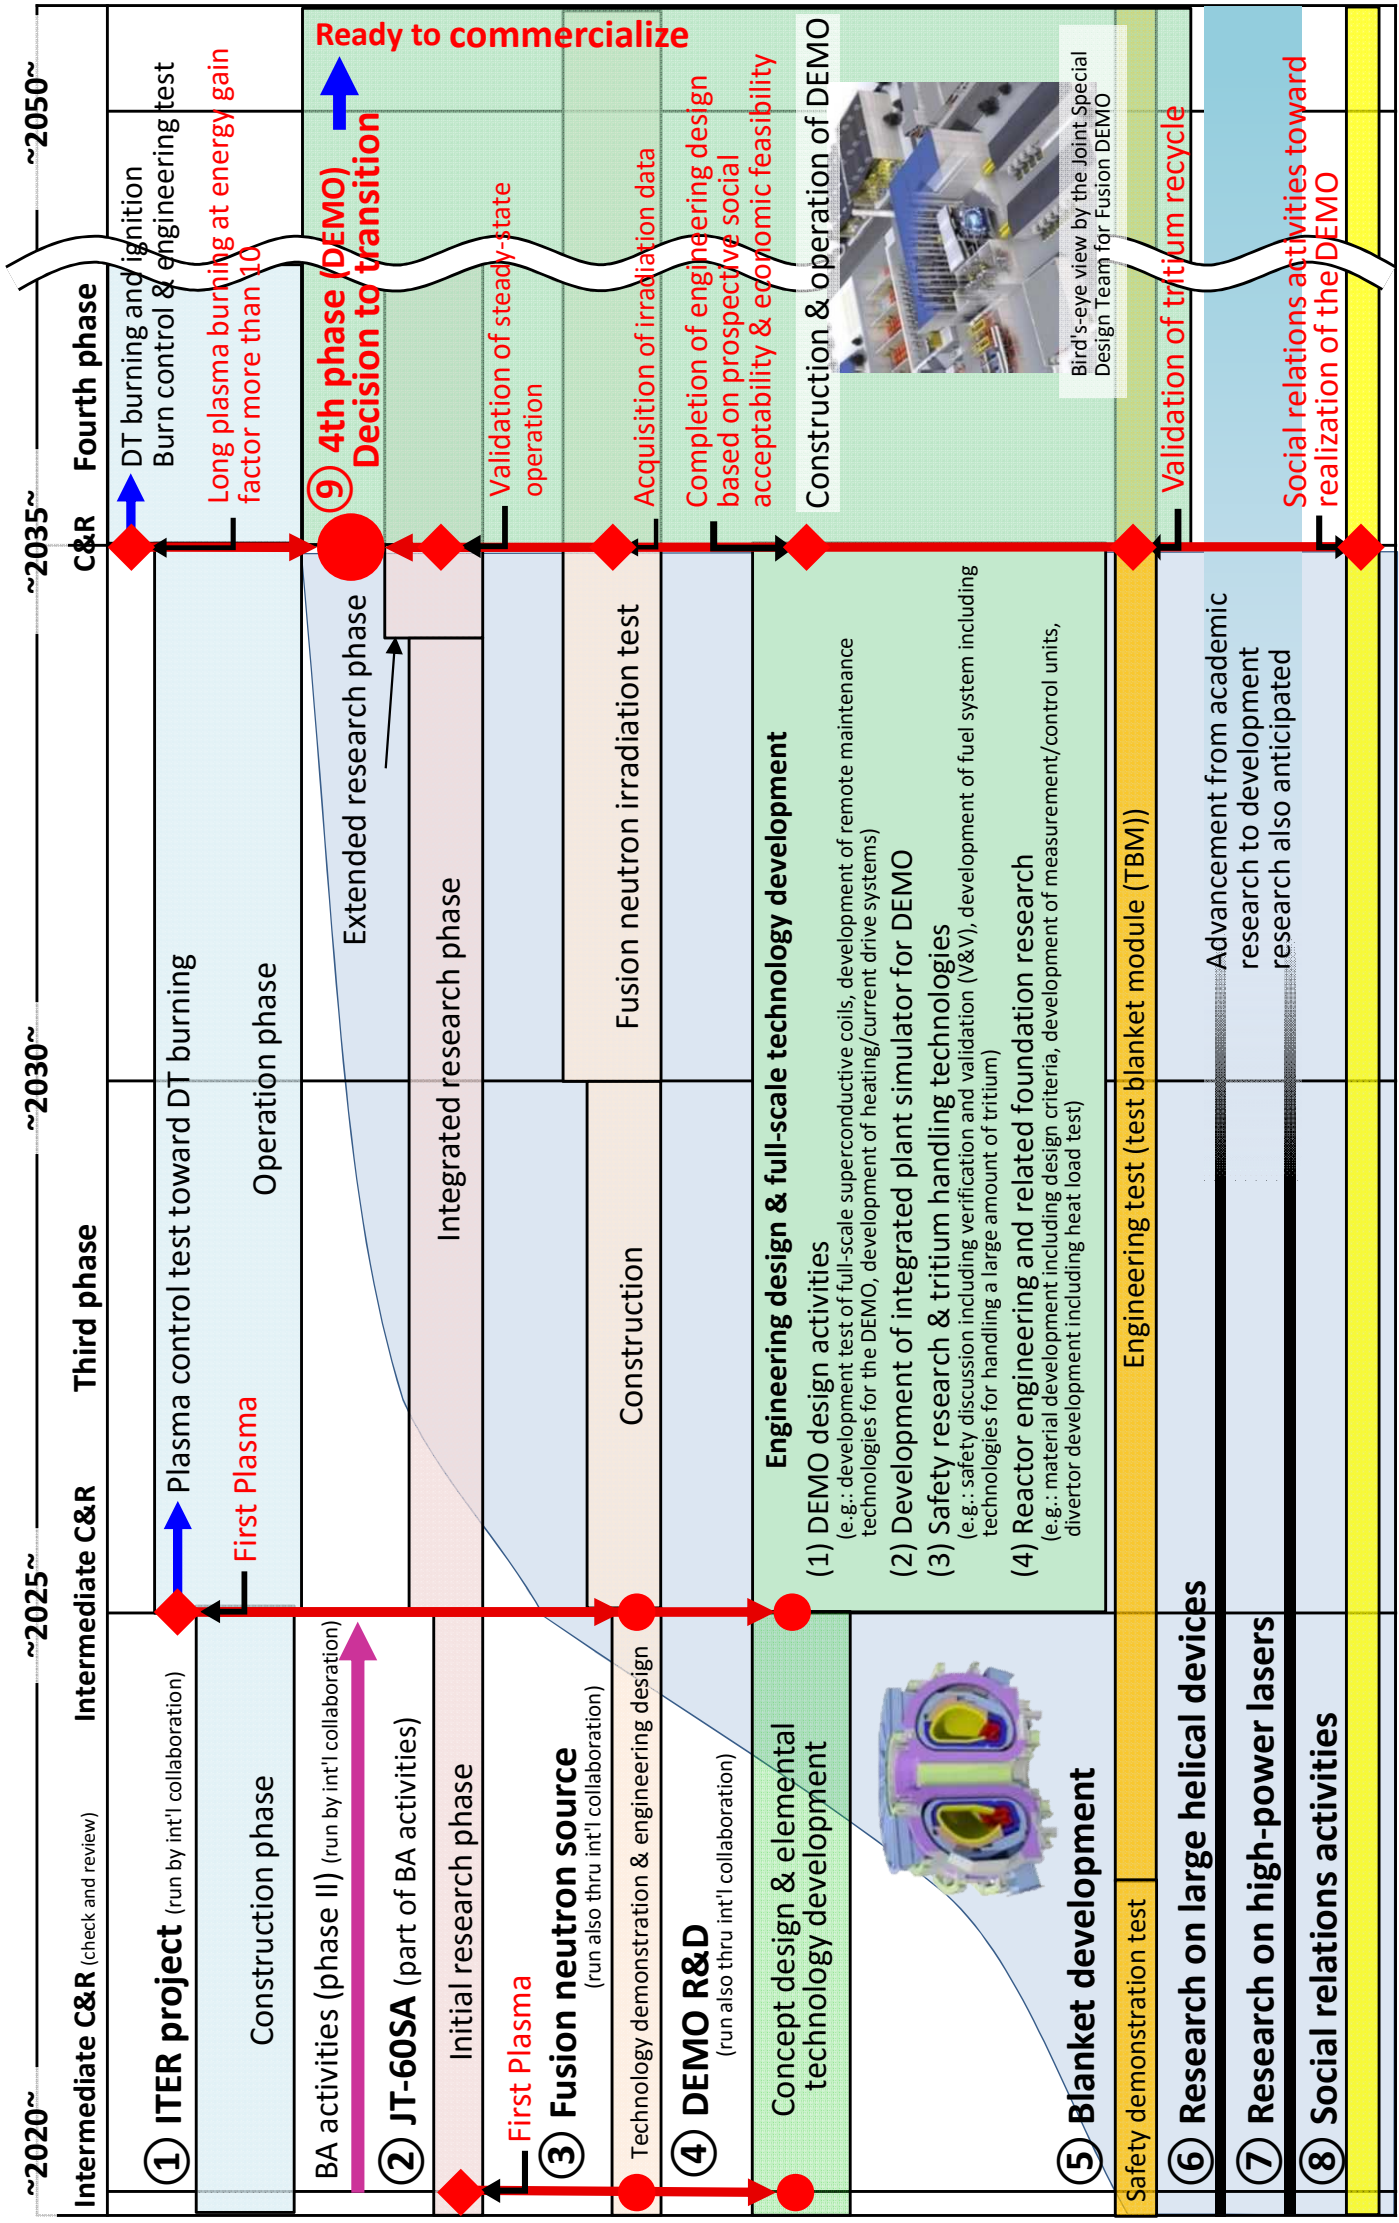 ~2020~
~2025~
~2030~
~2035~
~2050~
Intermediate C&R (check and review)
Intermediate C&R
Third phase
C&R
Fourth phase
① ITER project (run by int'l collaboration)
Construction phase
Plasma control test toward DT burning
First Plasma
Operation phase
DT burning and ignition
Burn control & engineering test
Long plasma burning at energy gain
factor more than 10
BA activities (phase II) (run by int'l collaboration)
⑨ 4th phase (DEMO)
Decision to transition
Ready to commercialize
② JT-60SA (part of BA activities)
Initial research phase
First Plasma
Integrated research phase
Extended research phase
Validation of steady-state
operation
③ Fusion neutron source
(run also thru int'l collaboration)
Technology demonstration & engineering design
Construction
Fusion neutron irradiation test
Acquisition of irradiation data
④ DEMO R&D
(run also thru int'l collaboration)
Concept design & elemental
technology development
Engineering design & full-scale technology development
(1) DEMO design activities
(e.g.: development test of full-scale superconductive coils, development of remote maintenance
technologies for the DEMO, development of heating/current drive systems)
(2) Development of integrated plant simulator for DEMO
(3) Safety research & tritium handling technologies
(e.g.: safety discussion including verification and validation (V&V), development of fuel system including
technologies for handling a large amount of tritium)
(4) Reactor engineering and related foundation research
(e.g.: material development including design criteria, development of measurement/control units,
divertor development including heat load test)
Completion of engineering design
based on prospective social
acceptability & economic feasibility
Construction & operation of DEMO
Bird's-eye view by the Joint Special
Design Team for Fusion DEMO
⑤ Blanket development
Safety demonstration test
Engineering test (test blanket module (TBM))
Validation of tritium recycle
⑥ Research on large helical devices
⑦ Research on high-power lasers
Advancement from academic
research to development
research also anticipated
⑧ Social relations activities
Social relations activities toward
realization of the DEMO